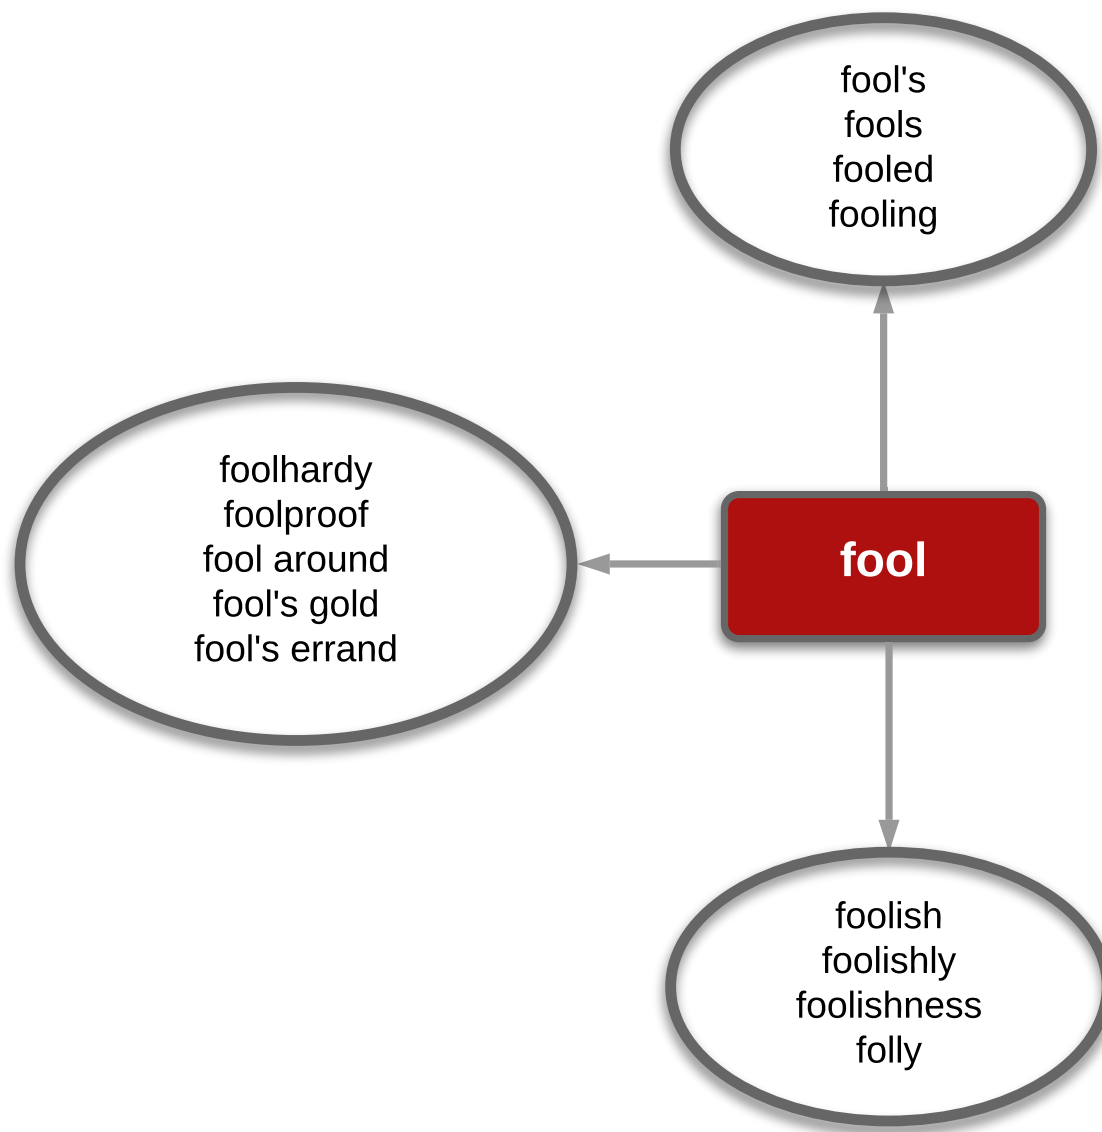 fool's
fools
fooled
fooling
foolhardy
foolproof
fool around
fool's gold
fool's errand
fool
foolish
foolishly
foolishness
folly